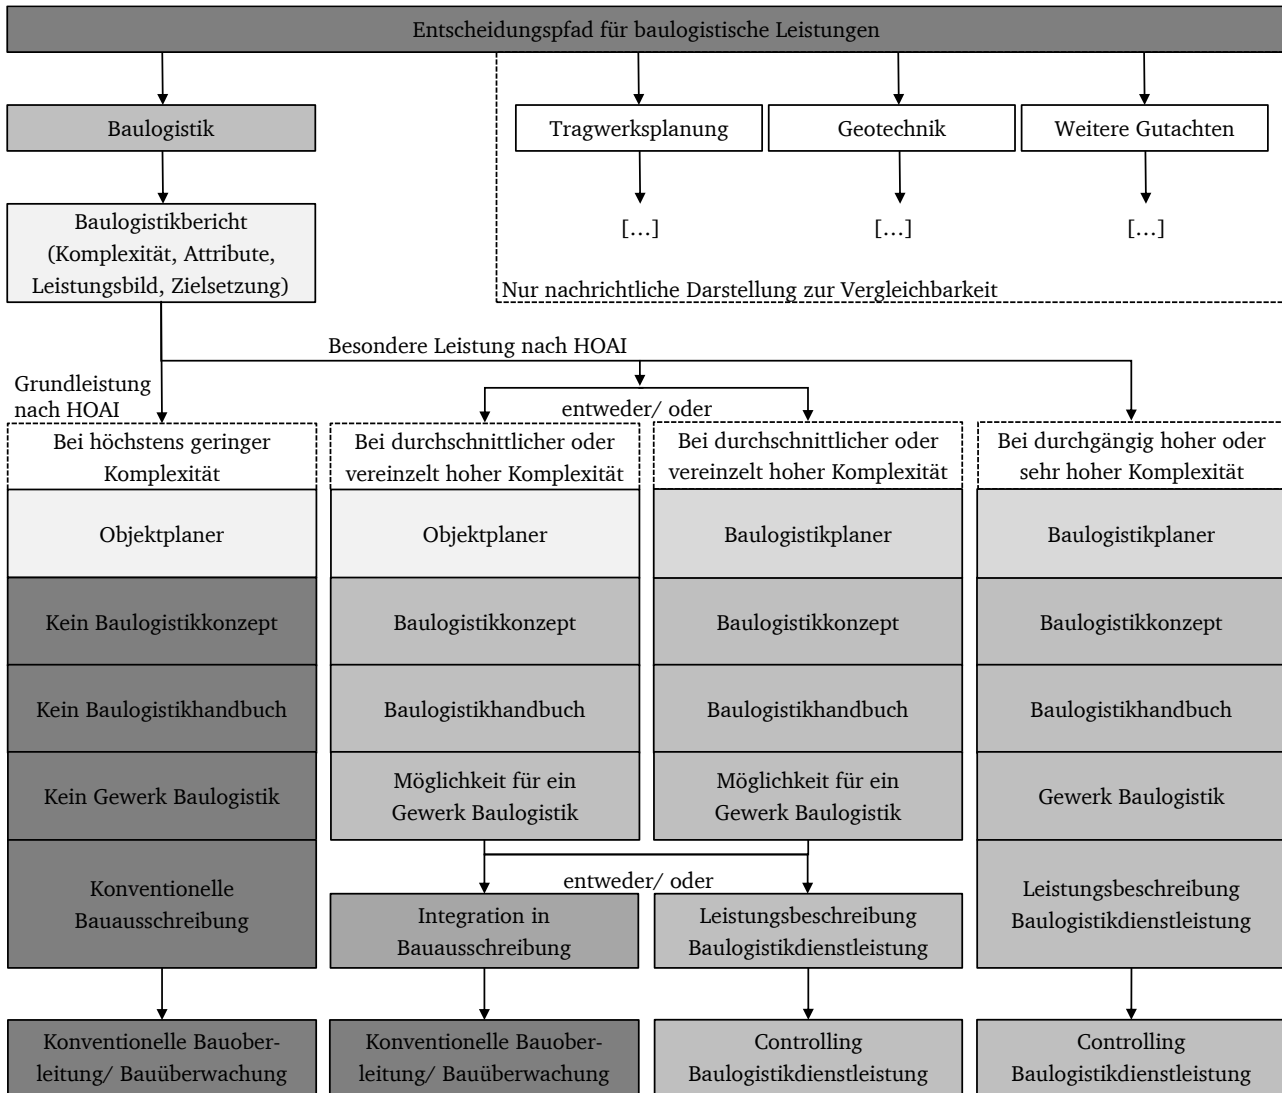 Entscheidungspfad für baulogistische Leistungen
Baulogistik
Tragwerksplanung
Geotechnik
Weitere Gutachten
Baulogistikbericht
(Komplexität, Attribute,
Leistungsbild, Zielsetzung)
[…]
[…]
[…]
Nur nachrichtliche Darstellung zur Vergleichbarkeit
Besondere Leistung nach HOAI
Grundleistung
nach HOAI
entweder/ oder
Bei höchstens geringer
Komplexität
Bei durchschnittlicher oder
vereinzelt hoher Komplexität
Bei durchschnittlicher oder
vereinzelt hoher Komplexität
Bei durchgängig hoher oder
sehr hoher Komplexität
Objektplaner
Objektplaner
Baulogistikplaner
Baulogistikplaner
Kein Baulogistikkonzept
Baulogistikkonzept
Baulogistikkonzept
Baulogistikkonzept
Kein Baulogistikhandbuch
Baulogistikhandbuch
Baulogistikhandbuch
Baulogistikhandbuch
Kein Gewerk Baulogistik
Möglichkeit für ein
Gewerk Baulogistik
Möglichkeit für ein
Gewerk Baulogistik
Gewerk Baulogistik
entweder/ oder
Konventionelle
Bauausschreibung
Integration in
Bauausschreibung
Leistungsbeschreibung
Baulogistikdienstleistung
Leistungsbeschreibung
Baulogistikdienstleistung
Konventionelle Bauober-
leitung/ Bauüberwachung
Konventionelle Bauober-
leitung/ Bauüberwachung
Controlling
Baulogistikdienstleistung
Controlling
Baulogistikdienstleistung